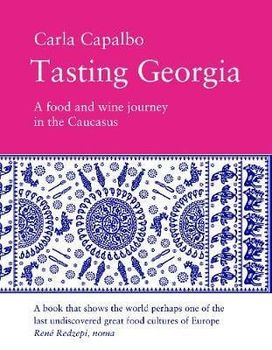 Carla Capalbo
Tasting Georgia
A food and wine journey
in the Caucasus
A book that shows the world perhaps one of the
last undiscovered great food cultures of Europe
René Redzepi, noma